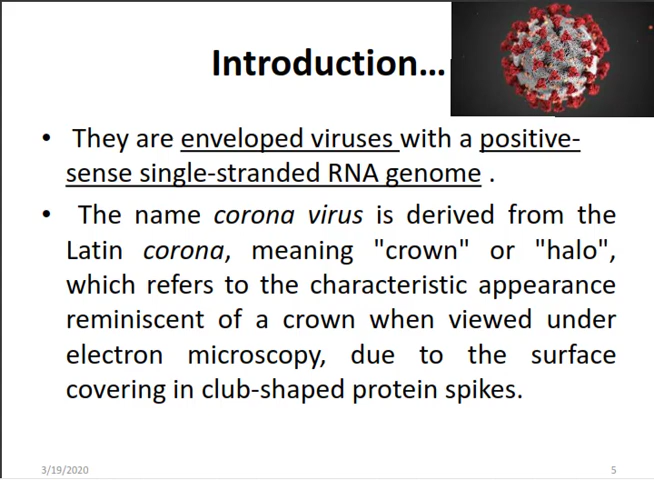 Introduction...
• They are enveloped viruses with a positive-
sense single-stranded RNA genome .
• The name corona virus is derived from the
Latin corona, meaning "crown" or "halo",
which refers to the characteristic appearance
reminiscent of a crown when viewed under
electron microscopy, due to the surface
covering in club-shaped protein spikes.
3/19/2020 5